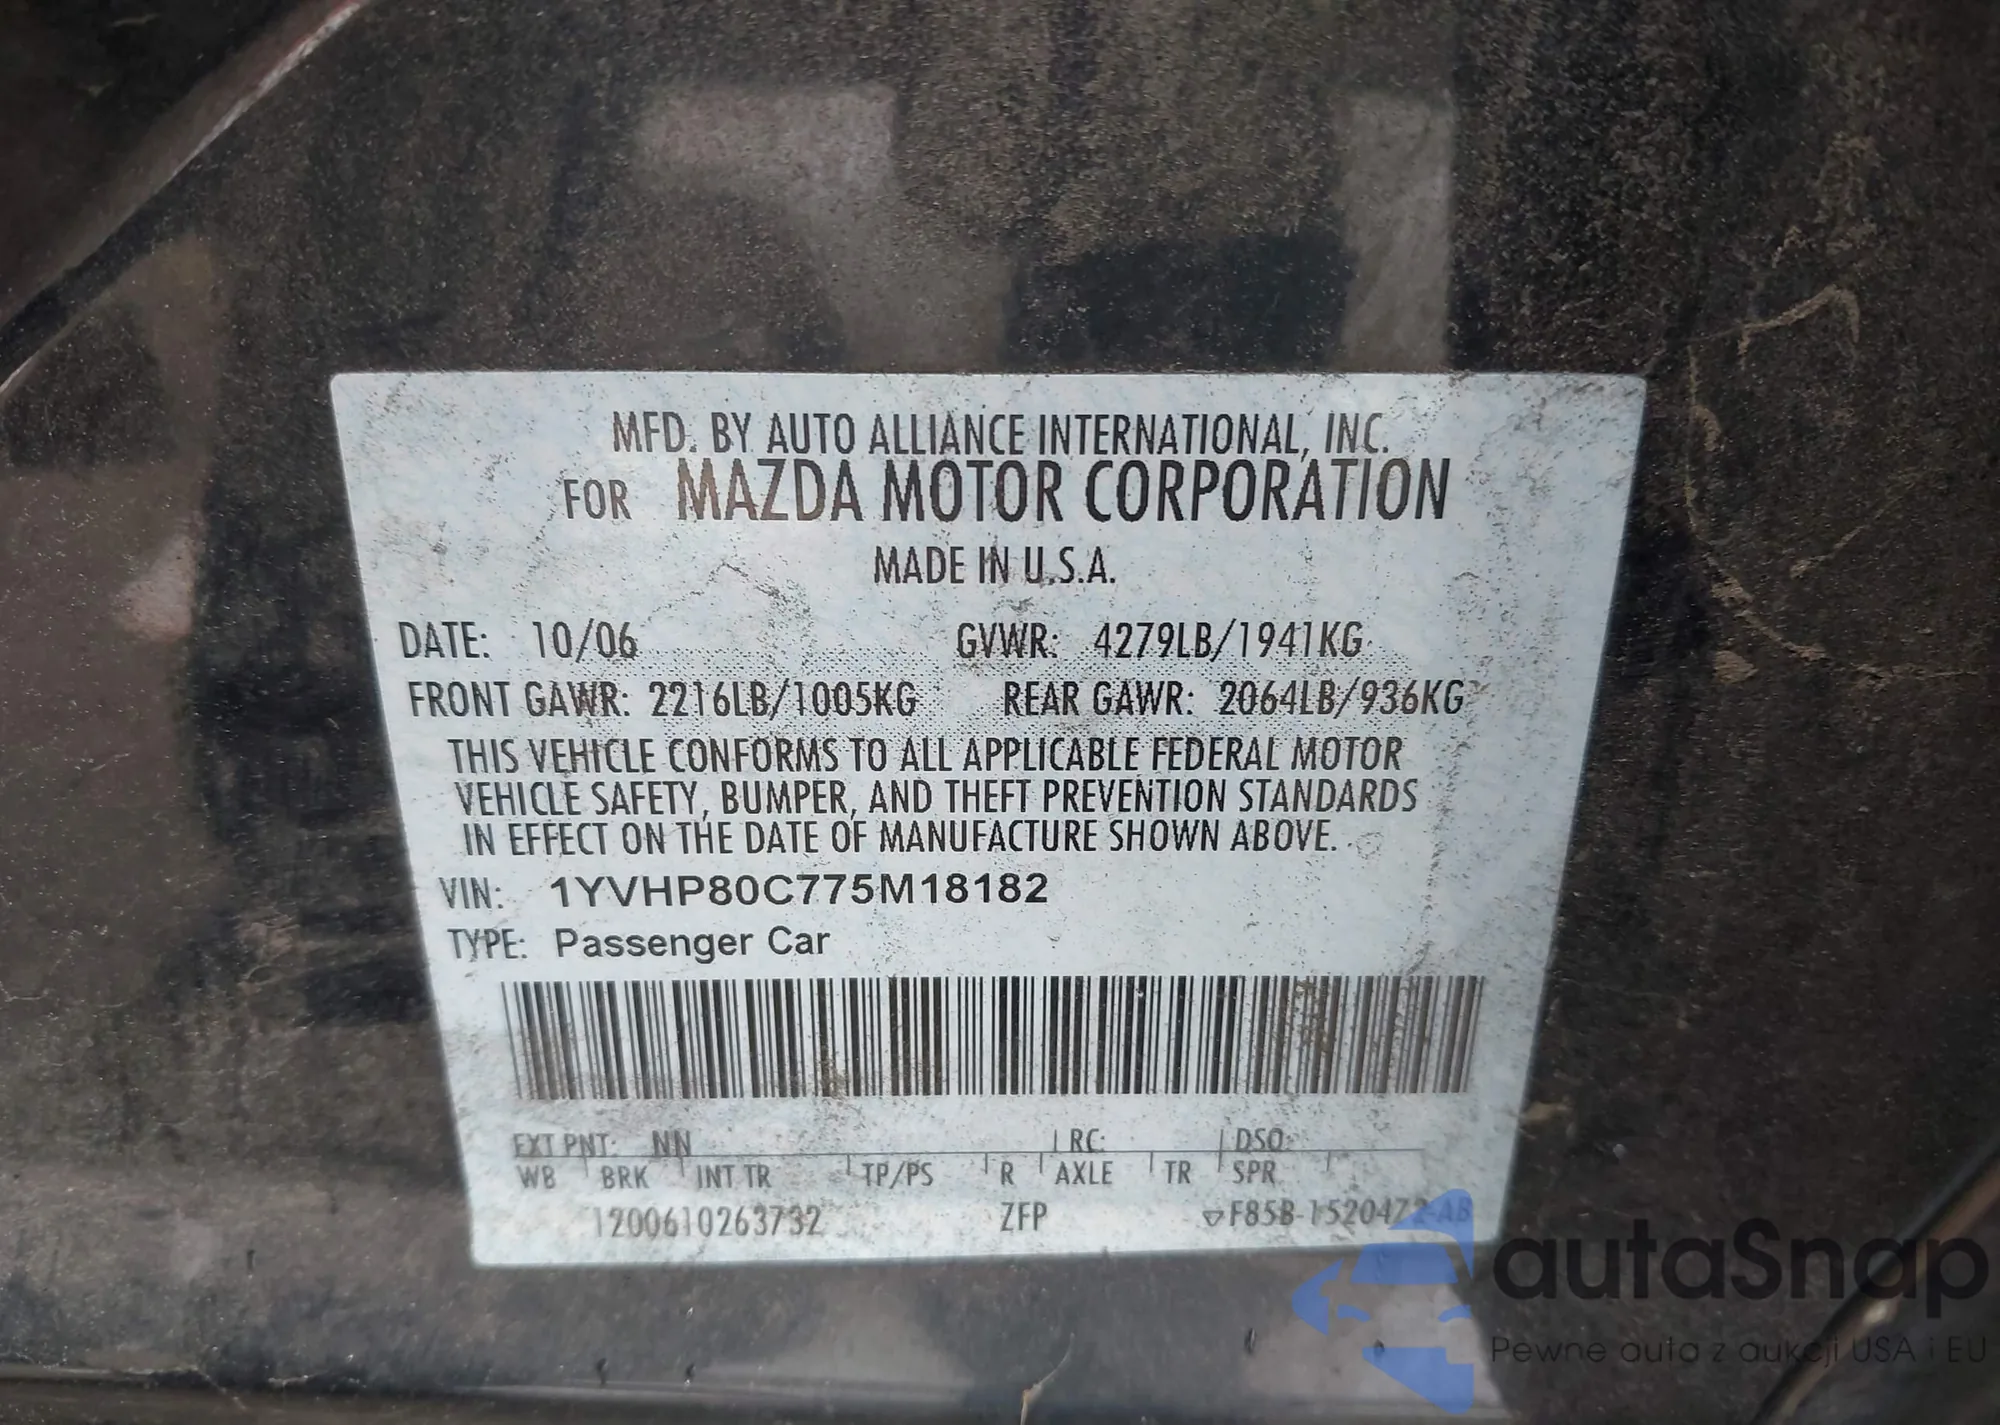 MFD. BY AUTO ALLIANCE INTERNATIONAL, INC.
FOR MAZDA MOTOR CORPORATION
MADE IN U.S.A.
DATE: 10/06 GVWR: 4279LB/1941KG
FRONT GAWR: 2216LB/1005KG REAR GAWR: 2064LB/936KG
THIS VEHICLE CONFORMS TO ALL APPLICABLE FEDERAL MOTOR
VEHICLE SAFETY, BUMPER, AND THEFT PREVENTION STANDARDS
IN EFFECT ON THE DATE OF MANUFACTURE SHOWN ABOVE.
VIN: 1YVHP80C775M18182
TYPE: Passenger Car
EXT PNT: NN RC: DSO:
WB BRK INT TR TP/PS R AXLE TR SPR
1200610263732 ZFP F85B-1520472-AB
autaSnap
Pewne auta z aukcji USA i EU